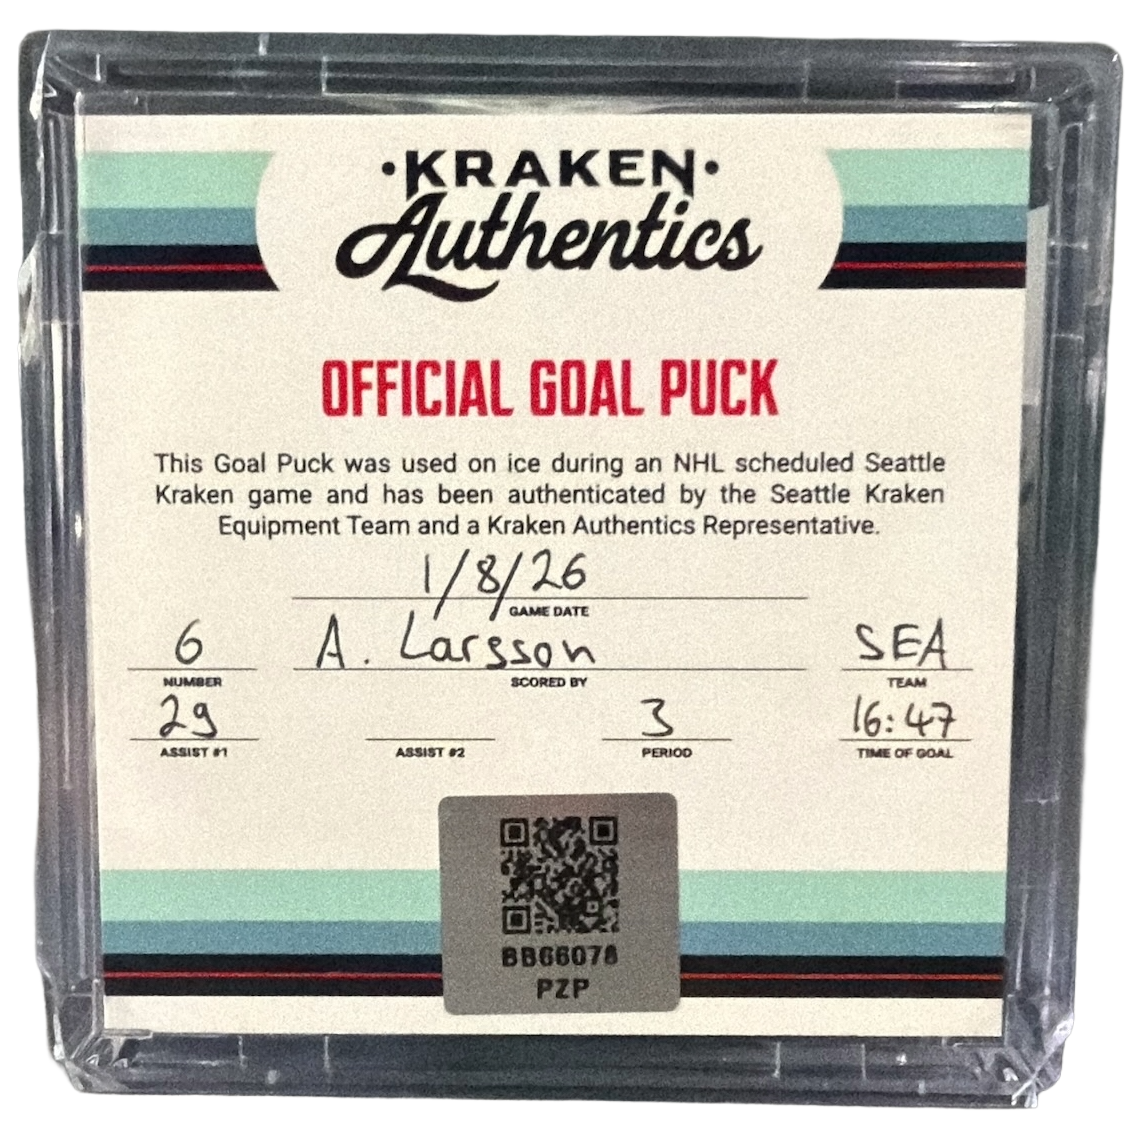 ·KRAKEN·
Authentics
OFFICIAL GOAL PUCK
This Goal Puck was used on ice during an NHL scheduled Seattle
Kraken game and has been authenticated by the Seattle Kraken
Equipment Team and a Kraken Authentics Representative.
1/8/26
GAME DATE
6 A. Larsson SEA
NUMBER SCORED BY TEAM
29 3 16:47
ASSIST #1 ASSIST #2 PERIOD TIME OF GOAL
BB66078
PZP